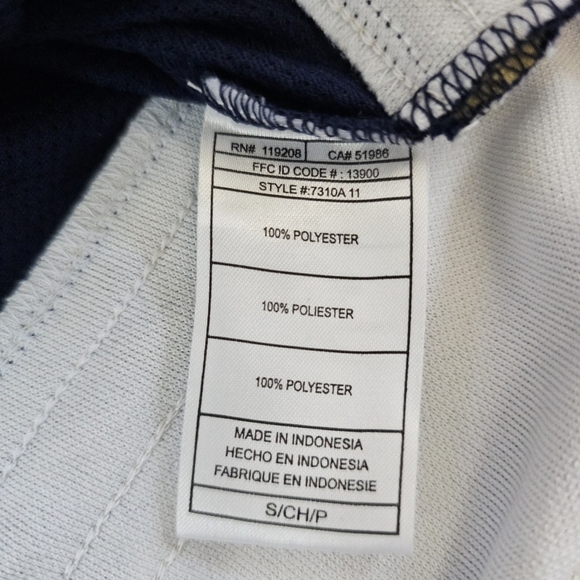 RN# 119208 CA# 51986
FFC ID CODE # : 13900
STYLE #:7310A 11
100% POLYESTER
100% POLIESTER
100% POLYESTER
MADE IN INDONESIA
HECHO EN INDONESIA
FABRIQUE EN INDONESIE
S/CH/P